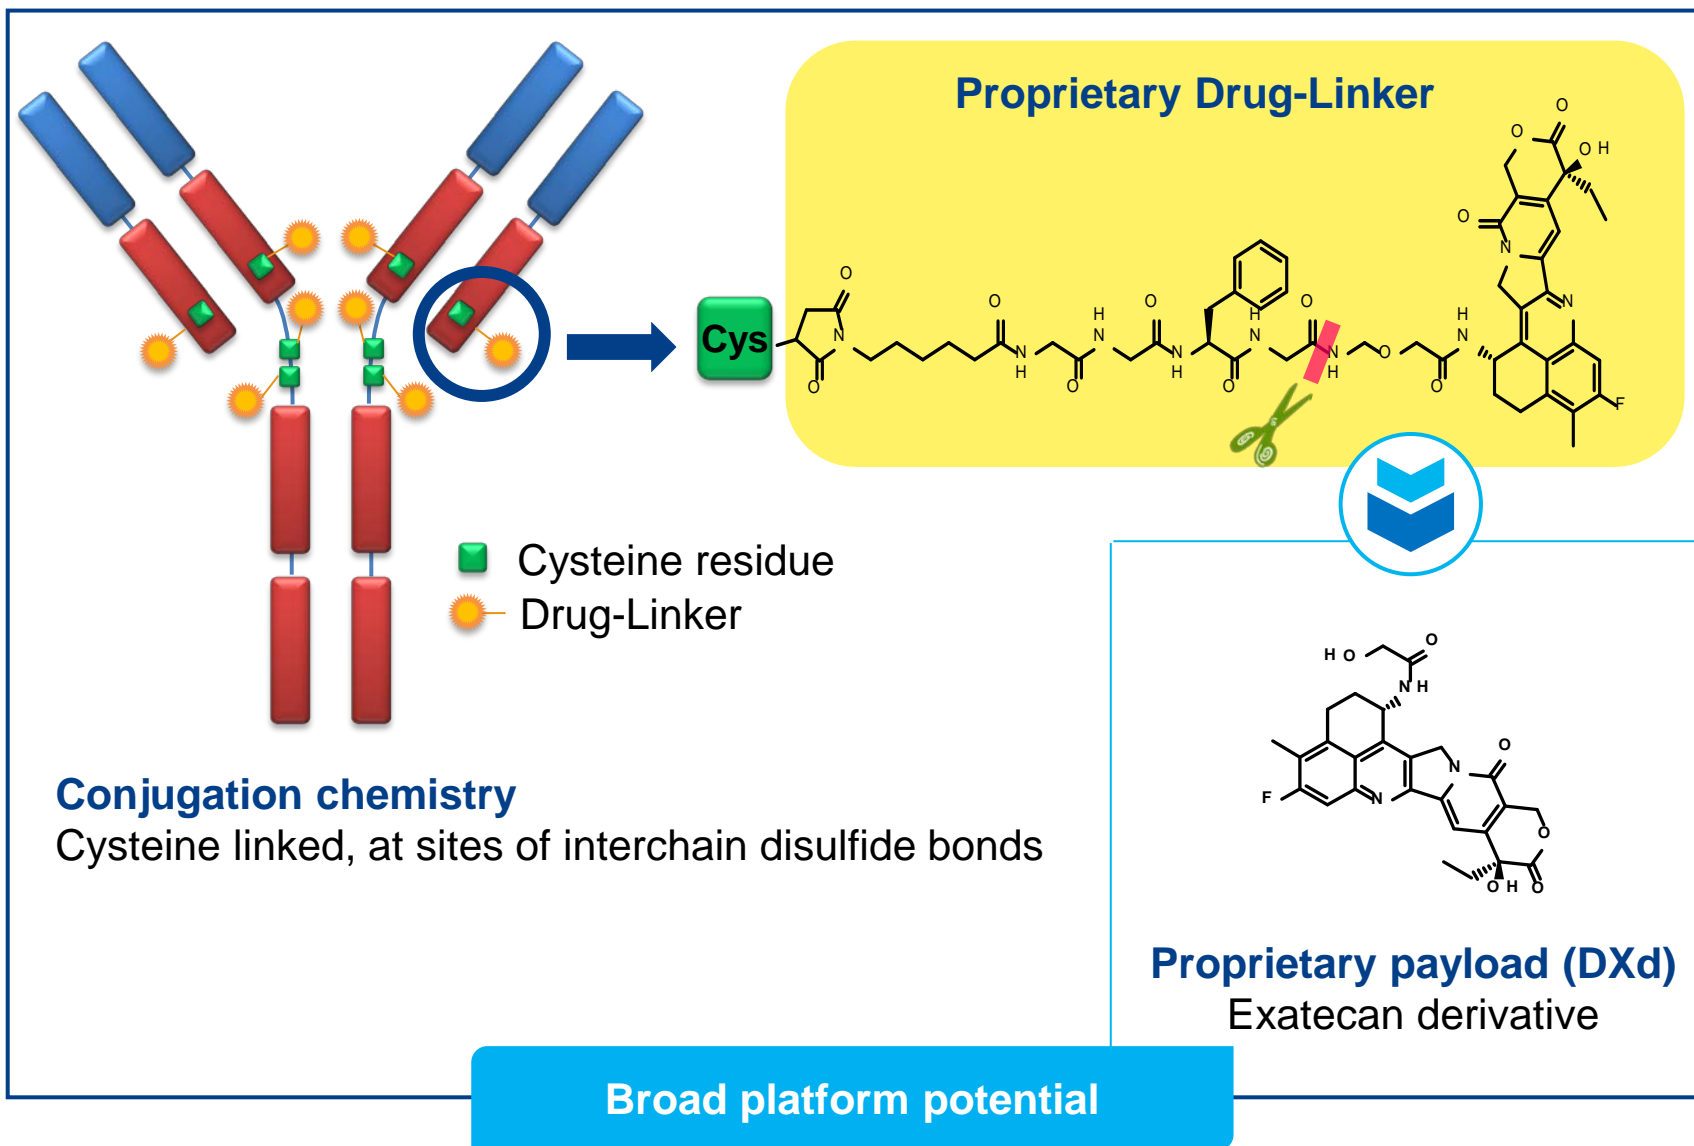 Proprietary Drug-Linker
Cys
O
O
N
O
N
H
O
H
N
O
N
H
O
H
N
O
N
H
O
O
H
N
O
N
O
O
O
O H
F
Cysteine residue
Drug-Linker
Conjugation chemistry
Cysteine linked, at sites of interchain disulfide bonds
H O
O
N H
F
N
N
O
O
O
O H
Proprietary payload (DXd)
Exatecan derivative
Broad platform potential